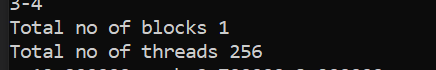 3-4
Total no of blocks 1
Total no of threads 256